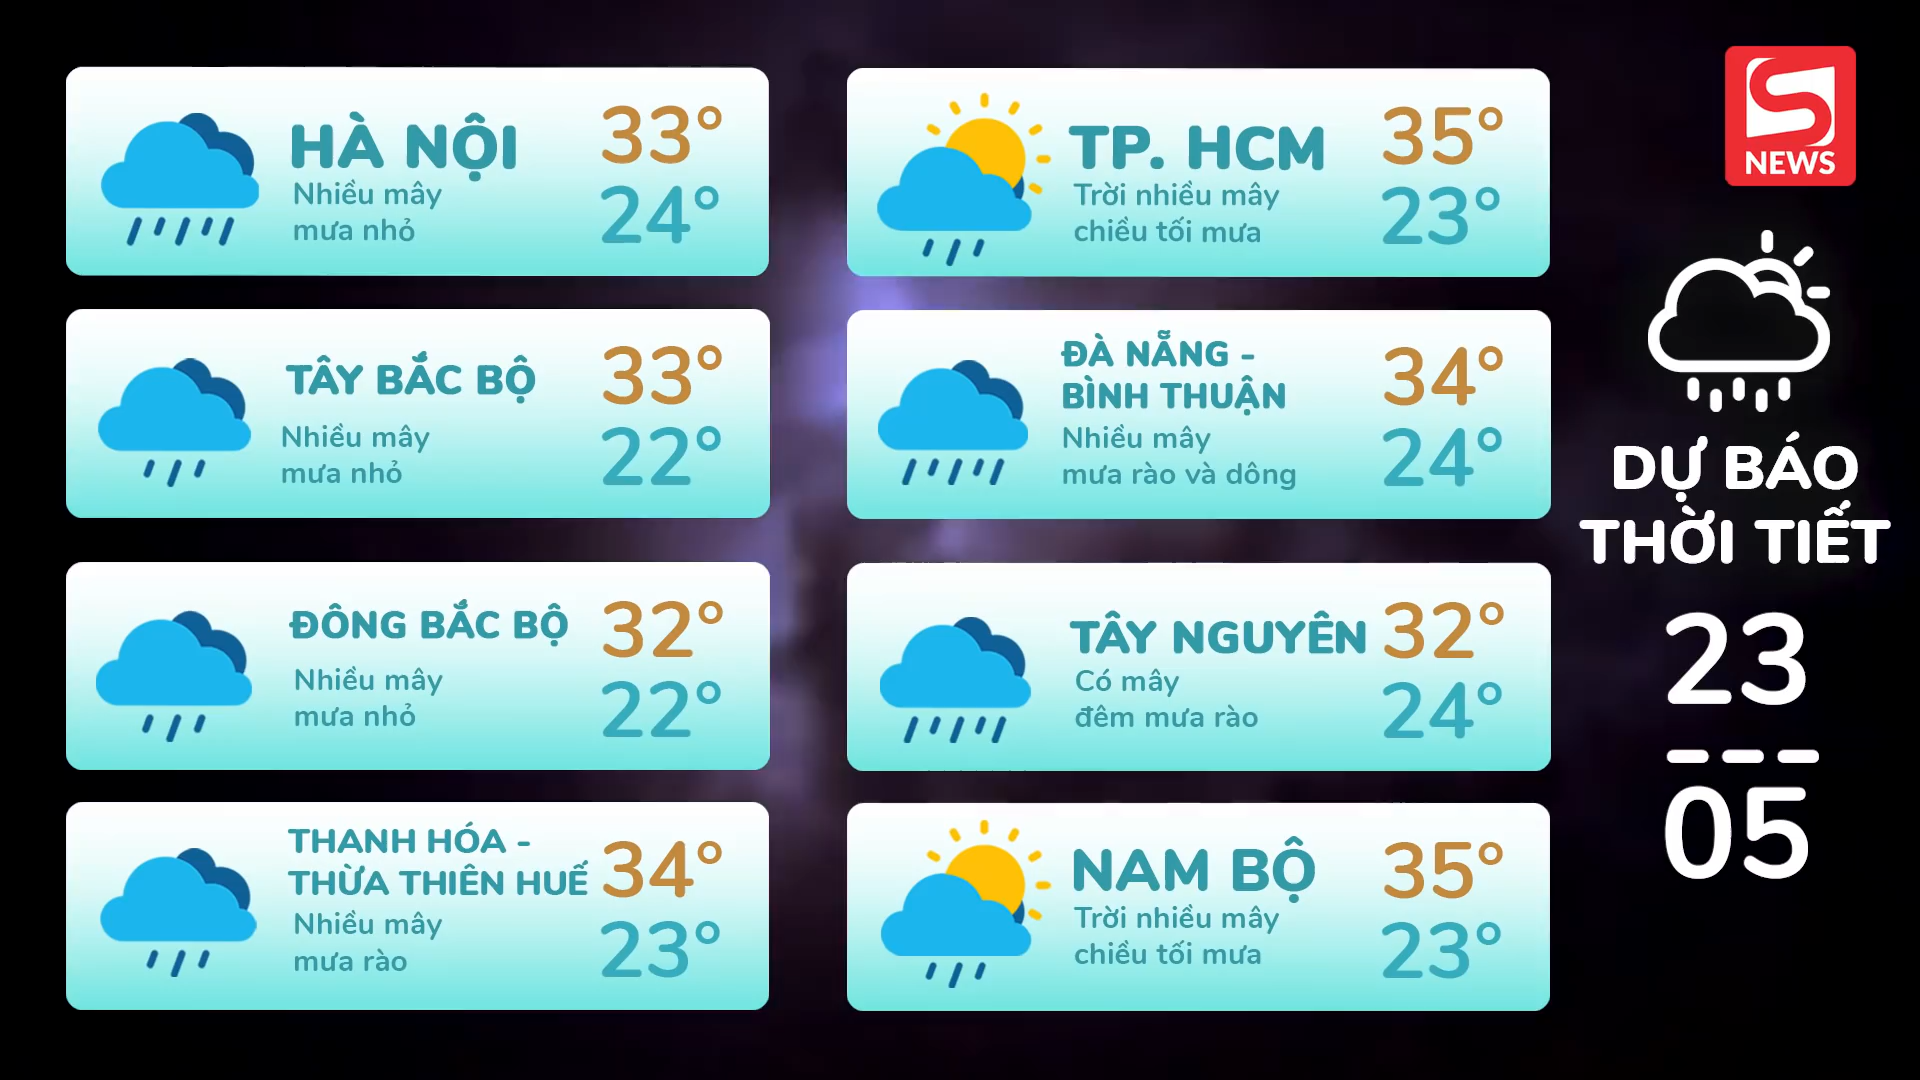 HÀ NỘI
Nhiều mây
mưa nhỏ
33°
24°
TP. HCM
Trời nhiều mây
chiều tối mưa
35°
23°
TÂY BẮC BỘ
Nhiều mây
mưa nhỏ
33°
22°
ĐÀ NẴNG -
BÌNH THUẬN
Nhiều mây
mưa rào và dông
34°
24°
ĐÔNG BẮC BỘ
Nhiều mây
mưa nhỏ
32°
22°
TÂY NGUYÊN
Có mây
đêm mưa rào
32°
24°
THANH HÓA -
THỪA THIÊN HUẾ
Nhiều mây
mưa rào
34°
23°
NAM BỘ
Trời nhiều mây
chiều tối mưa
35°
23°
S
NEWS
DỰ BÁO
THỜI TIẾT
23
05